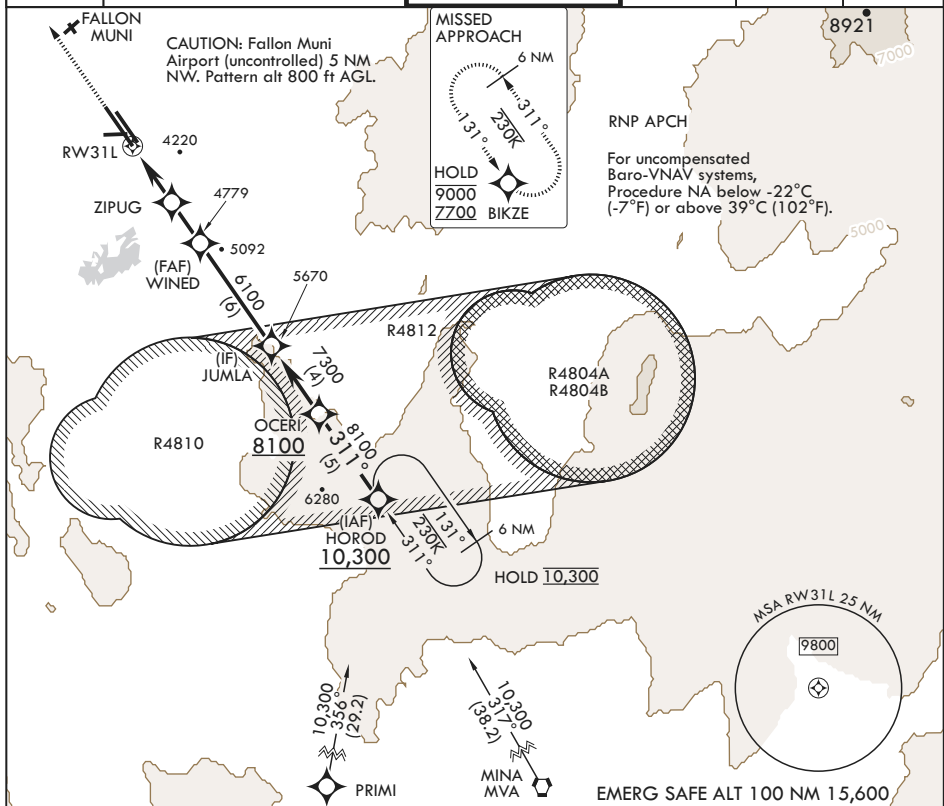 FALLON
MUNI
CAUTION: Fallon Muni
Airport (uncontrolled) 5 NM
NW. Pattern alt 800 ft AGL.
MISSED
APPROACH
6 NM
311°
131°
230K
HOLD
9000
7700
BIKZE
8921
7000
RNP APCH
For uncompensated
Baro-VNAV systems,
Procedure NA below -22°C
(-7°F) or above 39°C (102°F).
5000
RW31L
4220
ZIPUG
4779
5092
(FAF)
WINED
6100
(6)
5670
(IF)
JUMLA
R4812
R4804A
R4804B
7300
(4)
R4810
OCERI
8100
8100
311°
(5)
6280
(IAF)
HOROD
10,300
131°
230K
311°
6 NM
HOLD 10,300
MSA RW31L 25 NM
9800
10,300
356°
(29.2)
PRIMI
10,300
317°
(38.2)
MINA
MVA
EMERG SAFE ALT 100 NM 15,600